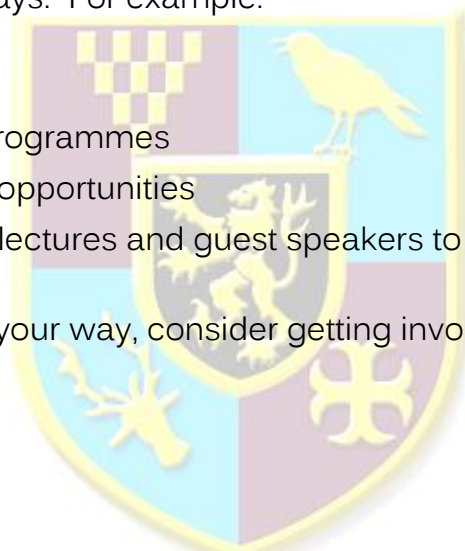 ays. For example:
rogrammes
opportunities
lectures and guest speakers to
your way, consider getting invo